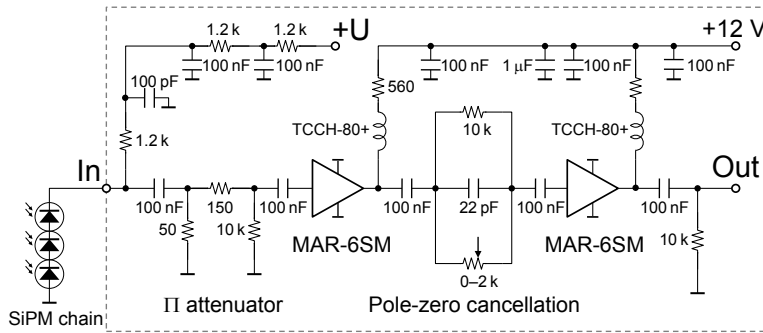 1.2 k
1.2 k
+U
+12 V
100 nF
100 nF
100 nF
1 µF
100 nF
100 nF
100 pF
560
1.2 k
TCCH-80+
10 k
TCCH-80+
In
Out
100 nF
150
100 nF
100 nF
22 pF
100 nF
100 nF
50
10 k
MAR-6SM
MAR-6SM
10 k
0–2 k
SiPM chain
Π attenuator
Pole-zero cancellation